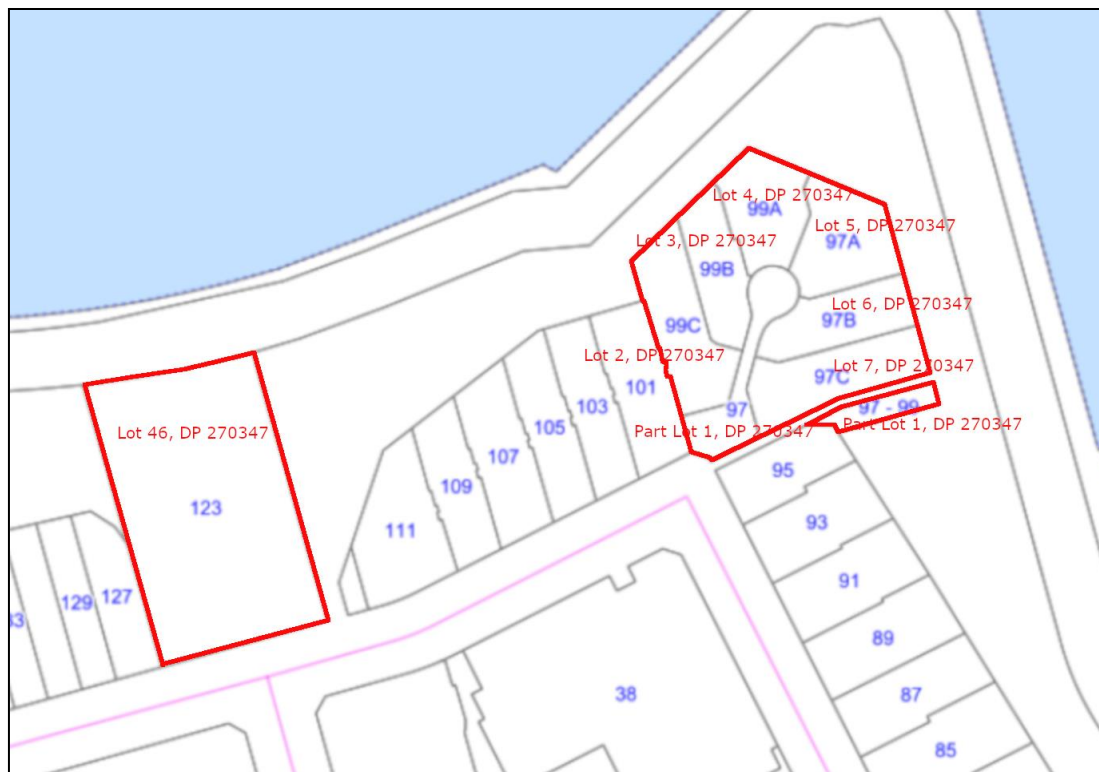 Lot 4, DP 270347
99A
Lot 5, DP 270347
97A
Lot 3, DP 270347
99B
Lot 6, DP 270347
97B
99C
Lot 2, DP 270347
101
Lot 7, DP 270347
97C
97
97 - 99
Part Lot 1, DP 270347
Part Lot 1, DP 270347
103
105
107
109
111
Lot 46, DP 270347
123
127
129
95
93
91
89
87
85
38